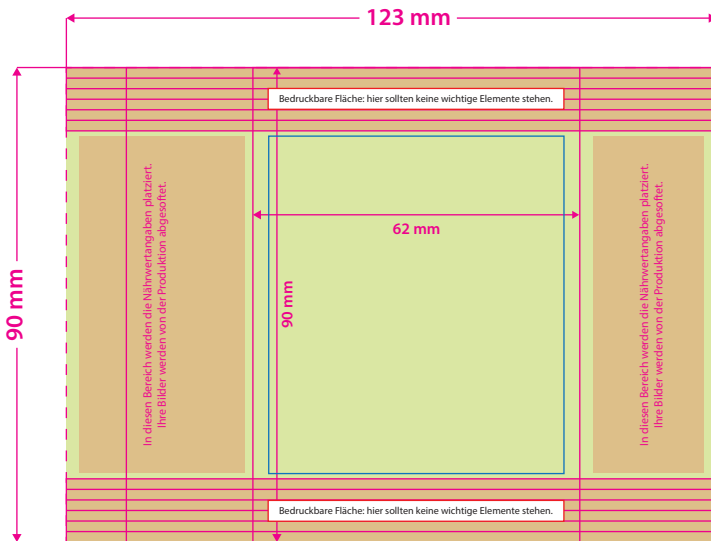 123 mm
Bedruckbare Fläche: hier sollten keine wichtige Elemente stehen.
In diesen Bereich werden die Nährwertangaben platziert.
Ihre Bilder werden von der Produktion abgesoftet.
62 mm
90 mm
90 mm
In diesen Bereich werden die Nährwertangaben platziert.
Ihre Bilder werden von der Produktion abgesoftet.
Bedruckbare Fläche: hier sollten keine wichtige Elemente stehen.